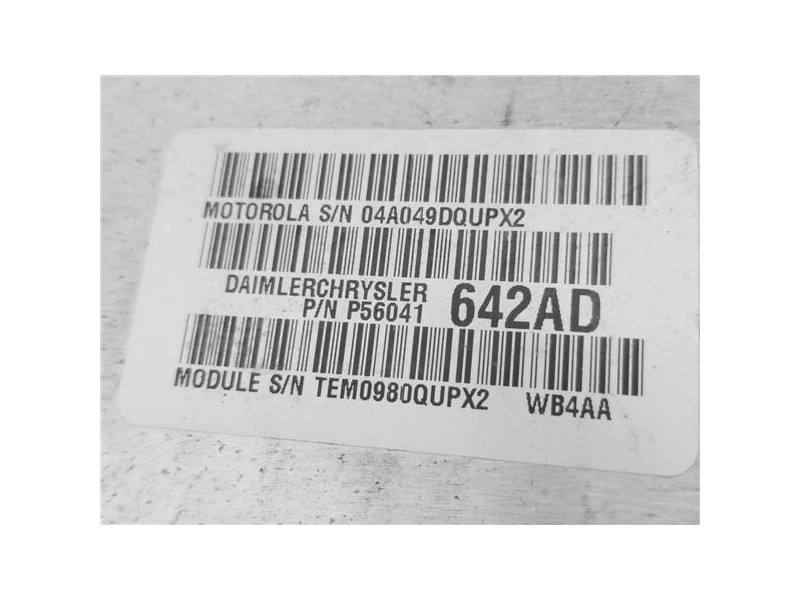 MOTOROLA S/N 04A049DQUPX2
DAIMLERCHRYSLER
P/N P56041 642AD
MODULE S/N TEM0980QUPX2 WB4AA